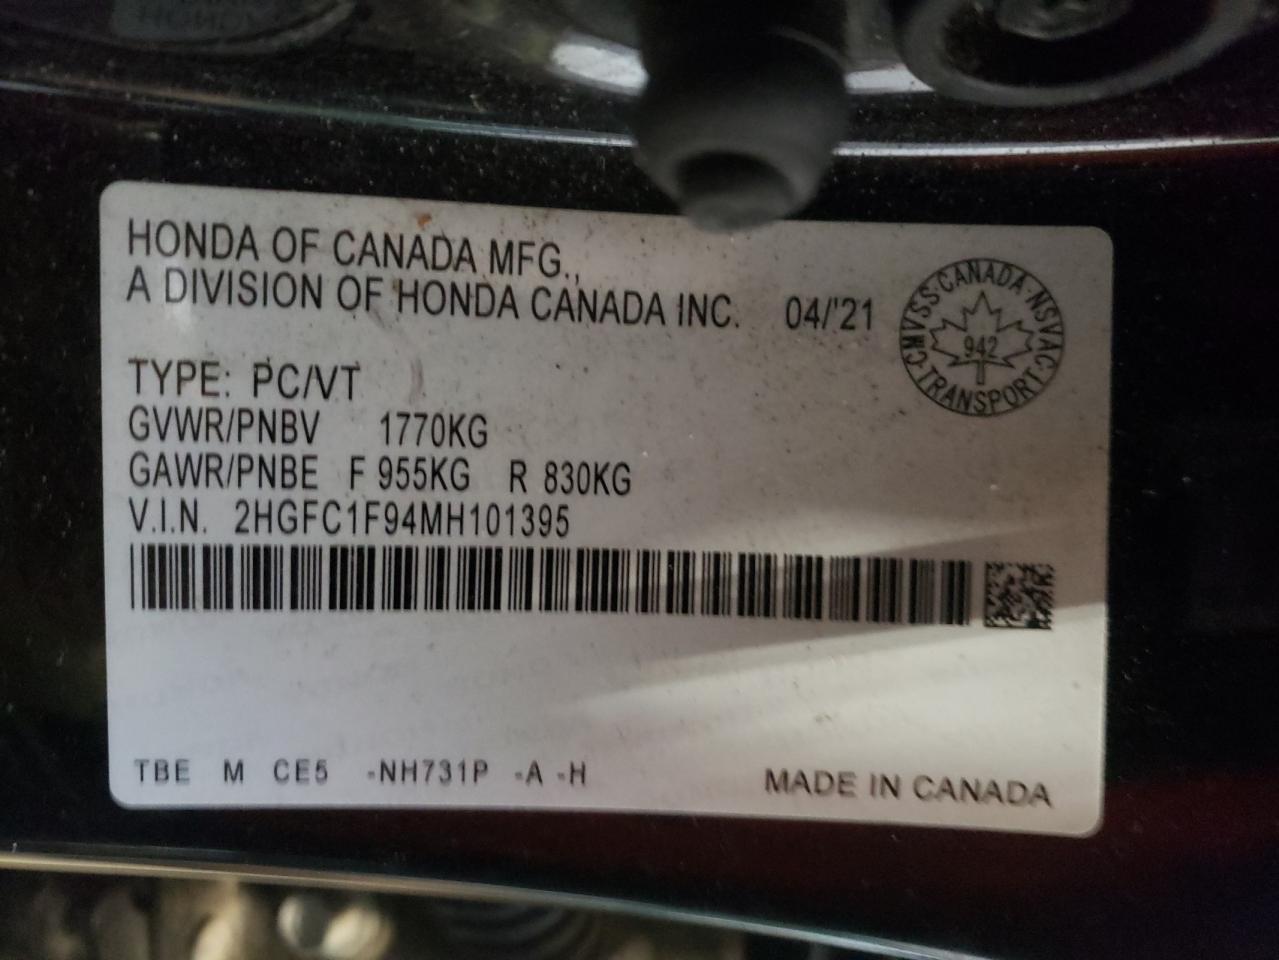 HONDA OF CANADA MFG.,
A DIVISION OF HONDA CANADA INC. 04/'21
CMVSS·CANADA·NSVAC·TRANSPORT·
942
TYPE: PC/VT
GVWR/PNBV 1770KG
GAWR/PNBE F 955KG R 830KG
V.I.N. 2HGFC1F94MH101395
TBE M CE5 -NH731P -A -H
MADE IN CANADA